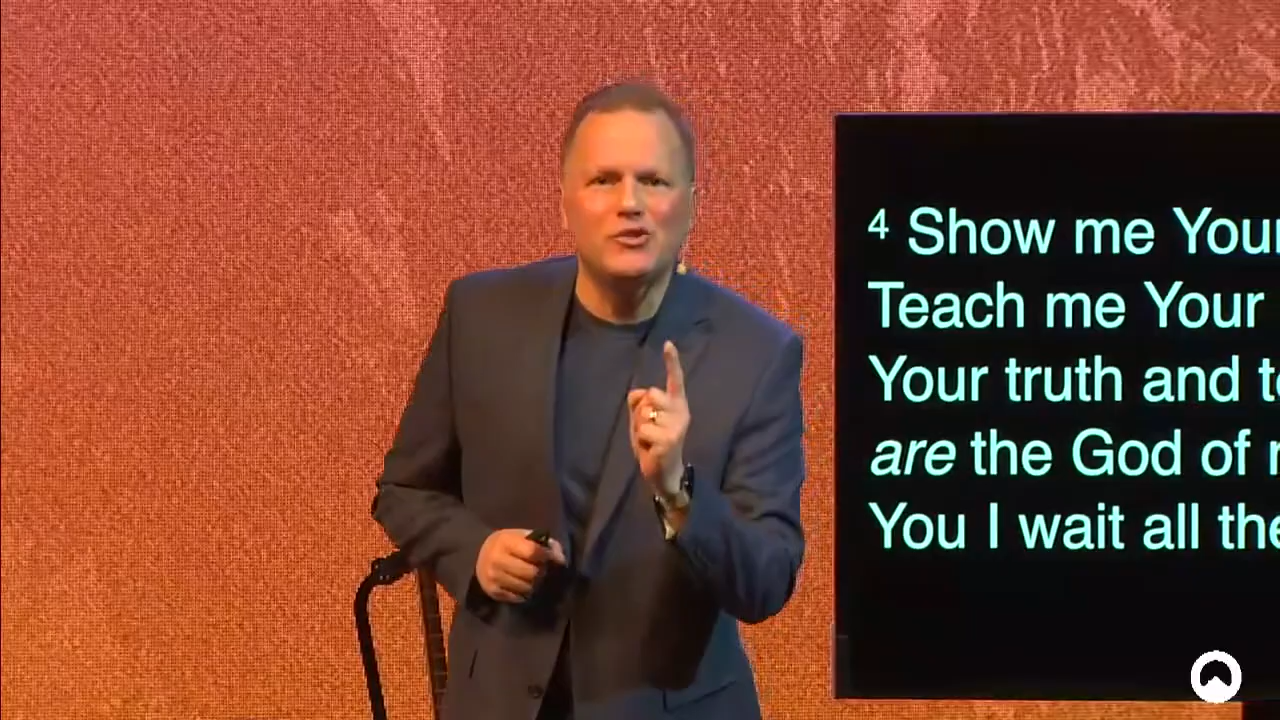 4 Show me Your
Teach me Your
Your truth and
are the God of
You I wait all the